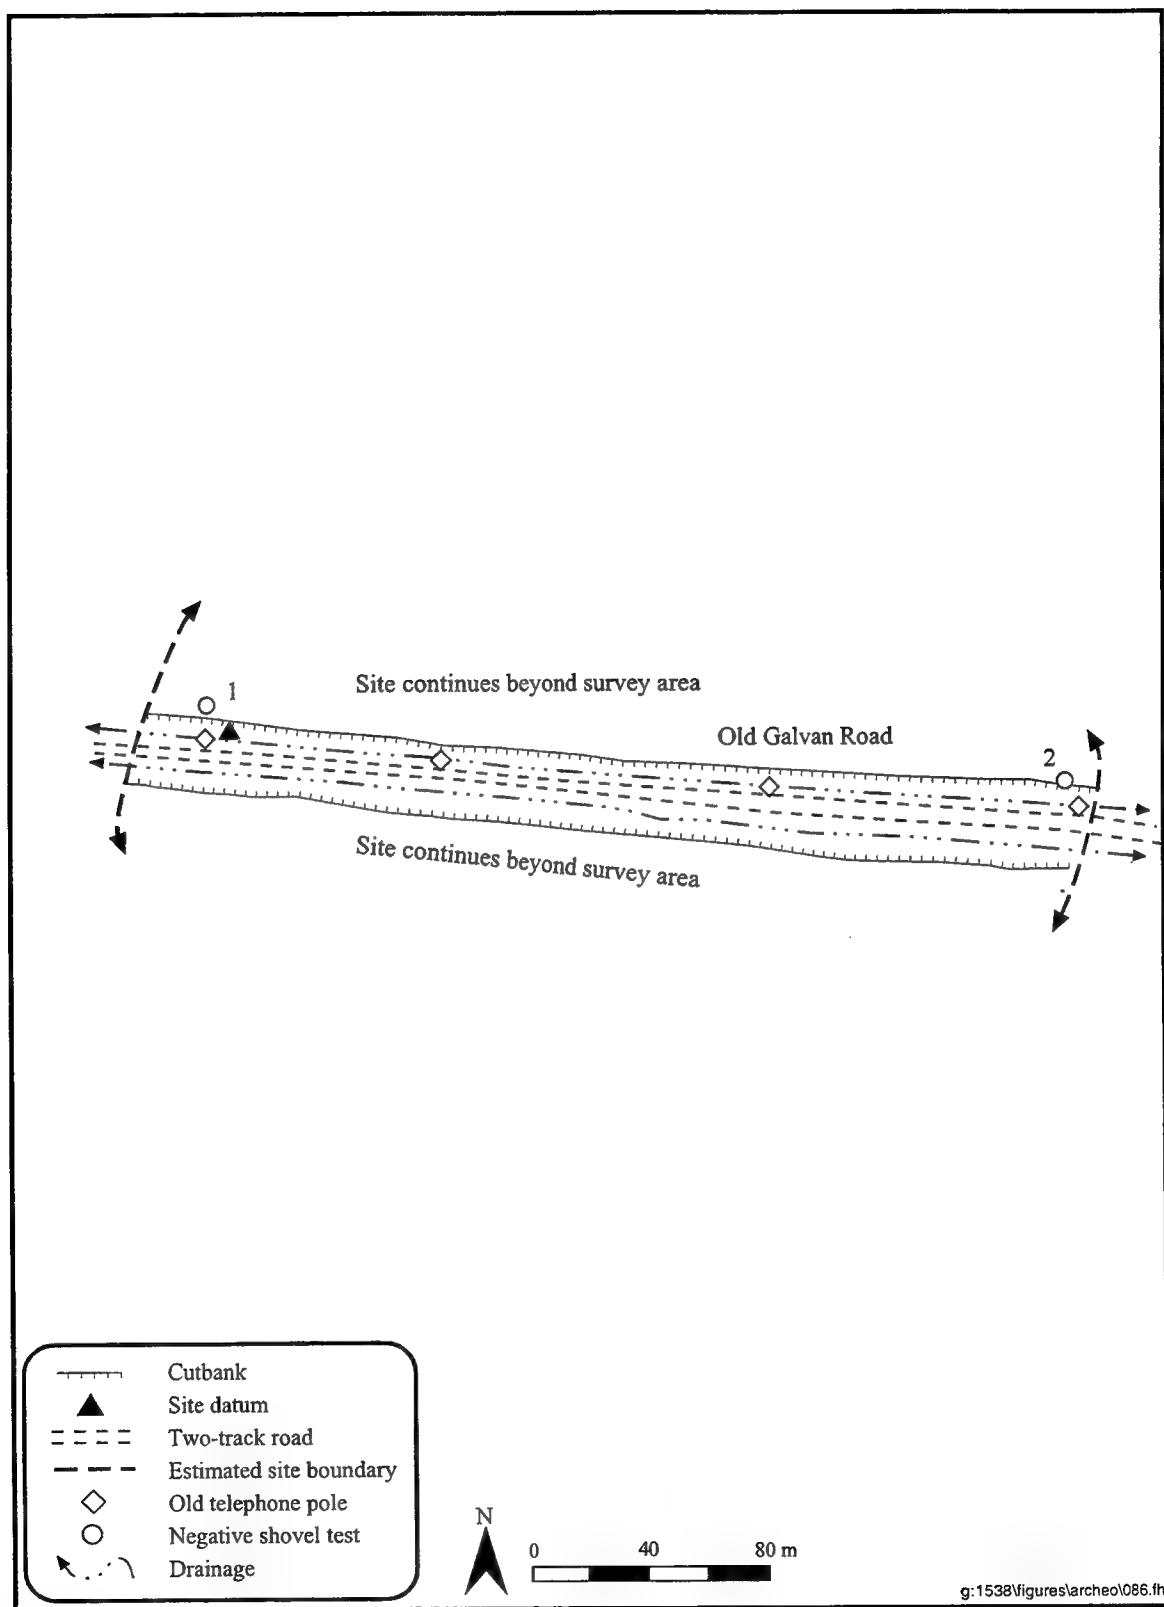 Site continues beyond survey area
1
Old Galvan Road
2
Site continues beyond survey area
Cutbank
Site datum
Two-track road
Estimated site boundary
Old telephone pole
Negative shovel test
Drainage
N
0 40 80 m
g:1538\figures\archeo\086.fh